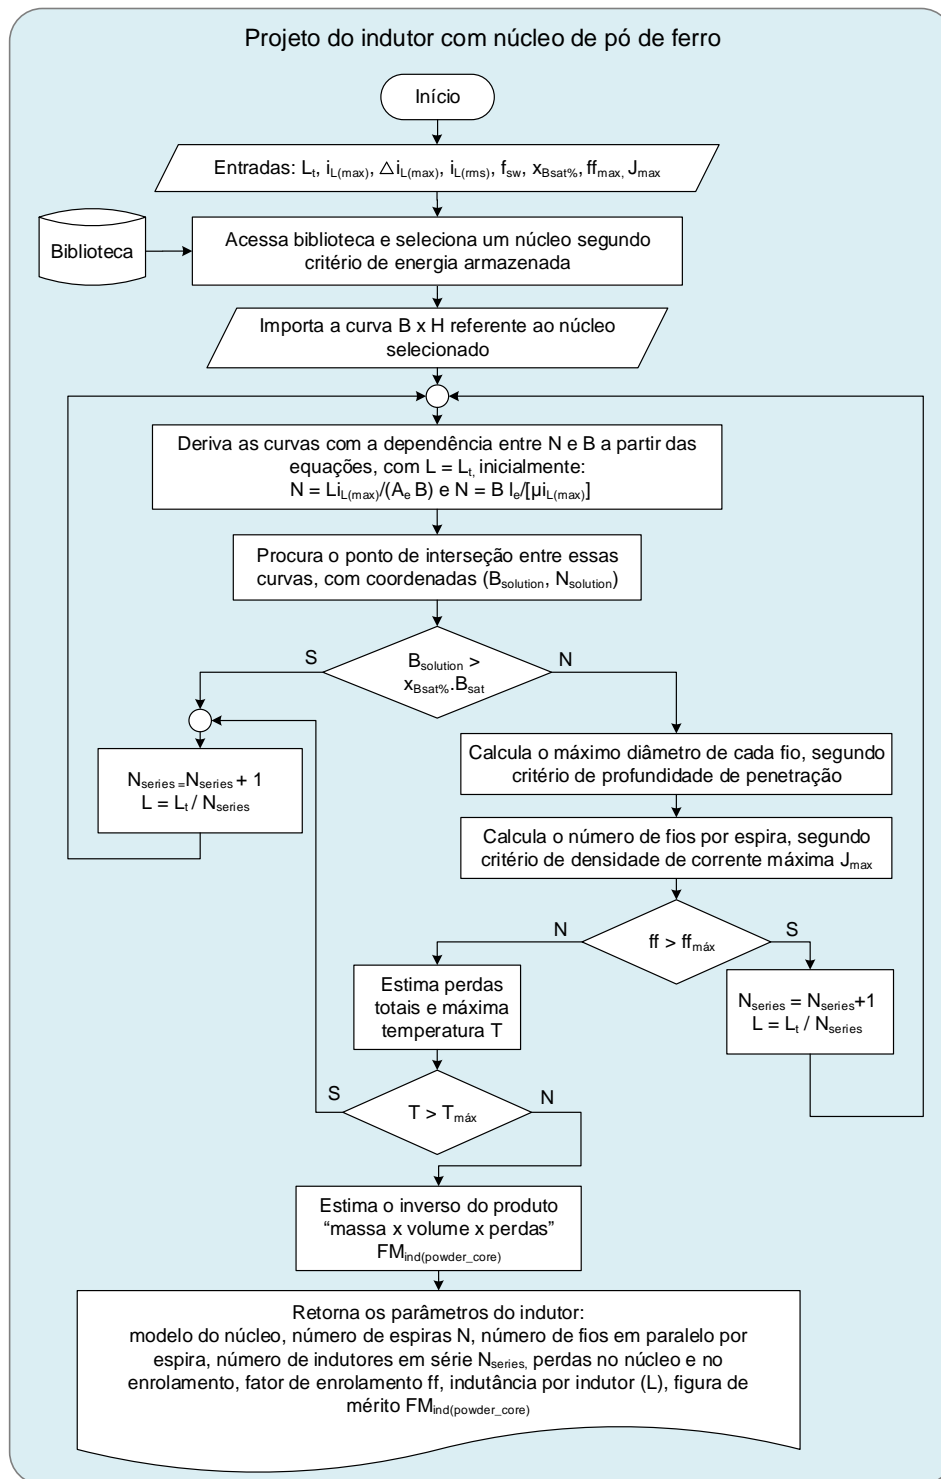 Projeto do indutor com núcleo de pó de ferro
Início
Entradas: Lt, iL(max), △iL(max), iL(rms), fsw, xBsat%, ffmax, Jmax
Biblioteca
Acessa biblioteca e seleciona um núcleo segundo
critério de energia armazenada
Importa a curva B x H referente ao núcleo
selecionado
Deriva as curvas com a dependência entre N e B a partir das
equações, com L = Lt, inicialmente:
N = LiL(max)/(Ae B) e N = B le/[µiL(max)]
Procura o ponto de interseção entre essas
curvas, com coordenadas (Bsolution, Nsolution)
S
Bsolution >
xBsat%.Bsat
N
Nseries =Nseries + 1
L = Lt / Nseries
Calcula o máximo diâmetro de cada fio, segundo
critério de profundidade de penetração
Calcula o número de fios por espira, segundo
critério de densidade de corrente máxima Jmax
N
ff > ffmáx
S
Estima perdas
totais e máxima
temperatura T
Nseries = Nseries+1
L = Lt / Nseries
S
T > Tmáx
N
Estima o inverso do produto
“massa x volume x perdas”
FMind(powder_core)
Retorna os parâmetros do indutor:
modelo do núcleo, número de espiras N, número de fios em paralelo por
espira, número de indutores em série Nseries, perdas no núcleo e no
enrolamento, fator de enrolamento ff, indutância por indutor (L), figura de
mérito FMind(powder_core)